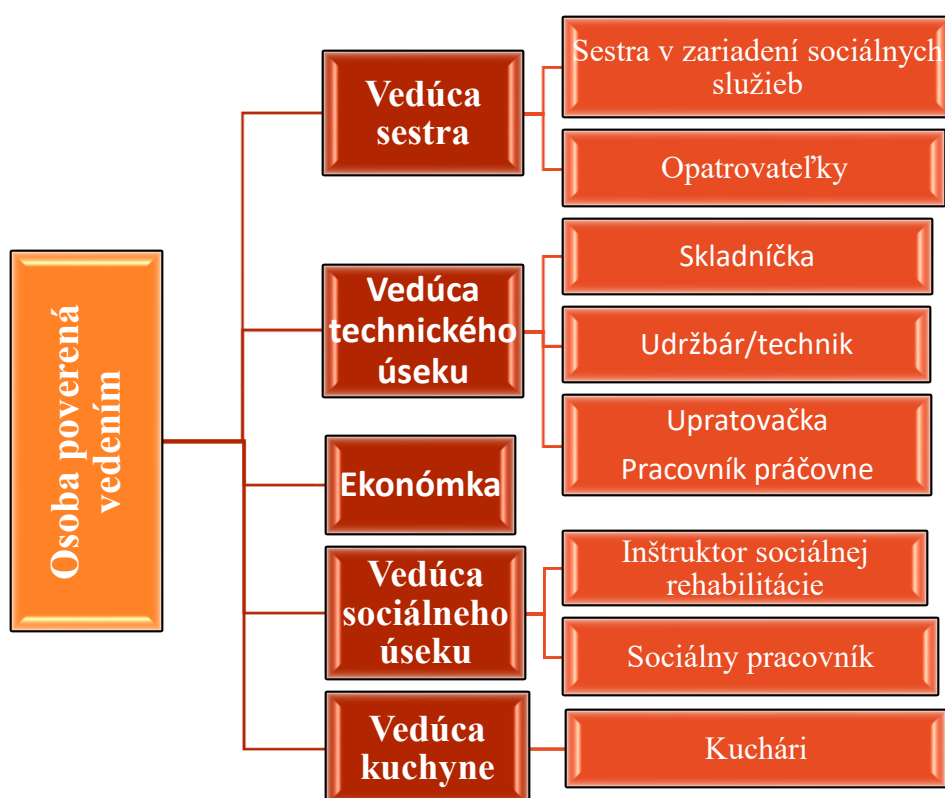 Osoba poverená
vedením
Vedúca
sestra
Sestra v zariadení sociálnych
služieb
Opatrovateľky
Vedúca
technického
úseku
Skladníčka
Udržbár/technik
Upratovačka
Pracovník práčovne
Ekonómka
Vedúca
sociálneho
úseku
Inštruktor sociálnej
rehabilitácie
Sociálny pracovník
Vedúca
kuchyne
Kuchári